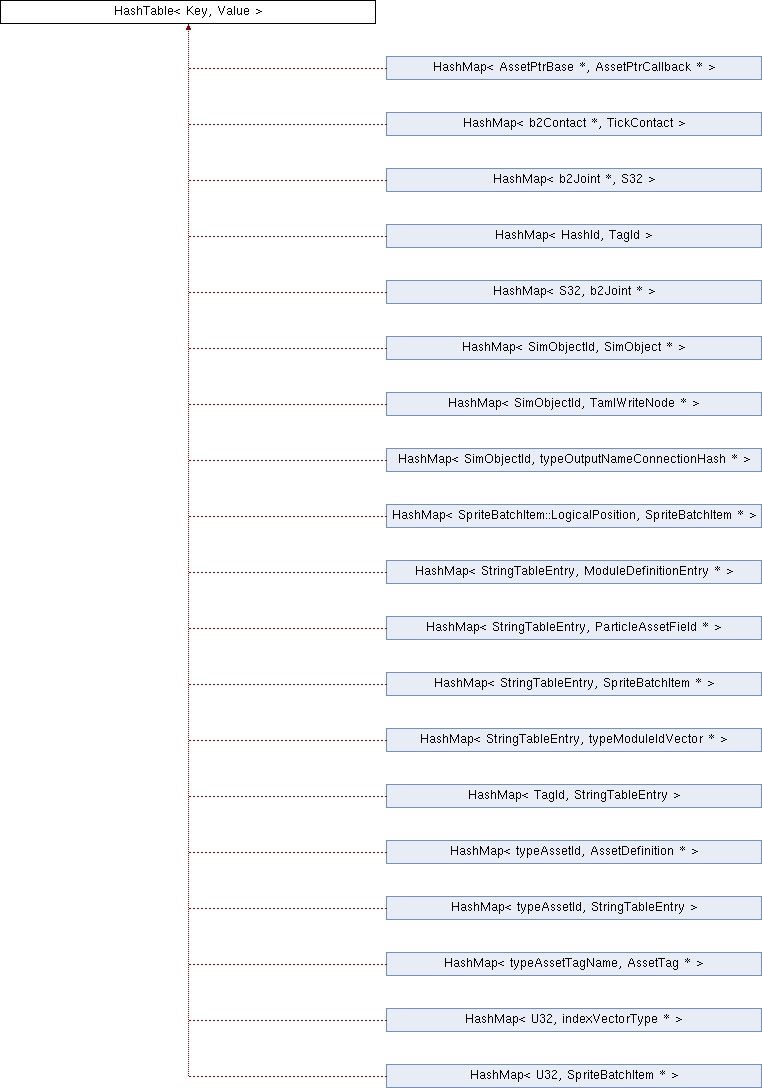 HashTable< Key, Value >
HashMap< AssetPtrBase *, AssetPtrCallback * >
HashMap< b2Contact *, TickContact >
HashMap< b2Joint *, S32 >
HashMap< HashId, TagId >
HashMap< S32, b2Joint * >
HashMap< SimObjectId, SimObject * >
HashMap< SimObjectId, TamlWriteNode * >
HashMap< SimObjectId, typeOutputNameConnectionHash * >
HashMap< SpriteBatchItem::LogicalPosition, SpriteBatchItem * >
HashMap< StringTableEntry, ModuleDefinitionEntry * >
HashMap< StringTableEntry, ParticleAssetField * >
HashMap< StringTableEntry, SpriteBatchItem * >
HashMap< StringTableEntry, typeModuleIdVector * >
HashMap< TagId, StringTableEntry >
HashMap< typeAssetId, AssetDefinition * >
HashMap< typeAssetId, StringTableEntry >
HashMap< typeAssetTagName, AssetTag * >
HashMap< U32, indexVectorType * >
HashMap< U32, SpriteBatchItem * >